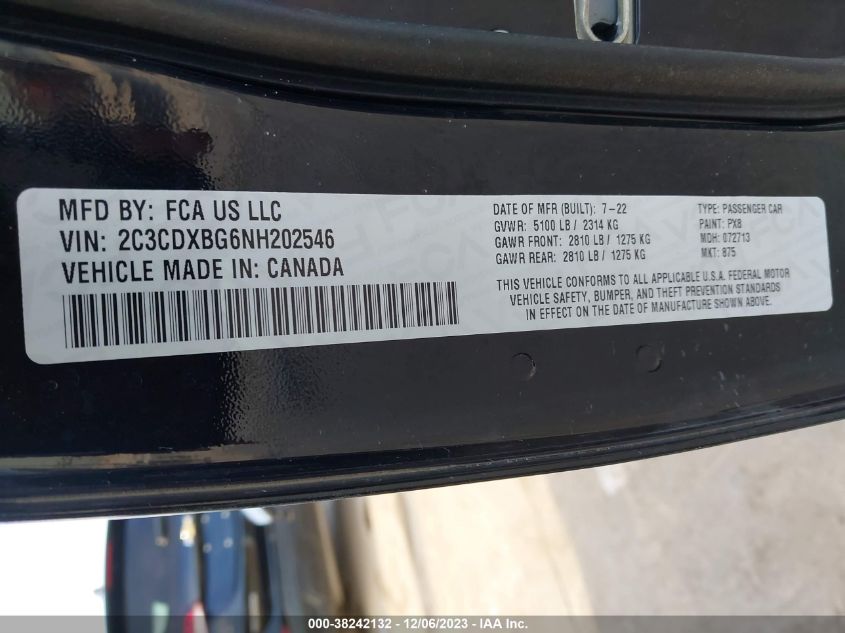 MFD BY: FCA US LLC
VIN: 2C3CDXBG6NH202546
VEHICLE MADE IN: CANADA
DATE OF MFR (BUILT): 7-22
GVWR: 5100 LB / 2314 KG
GAWR FRONT: 2810 LB / 1275 KG
GAWR REAR: 2810 LB / 1275 KG
TYPE: PASSENGER CAR
PAINT: PX8
MDH: 072713
MKT: 875
THIS VEHICLE CONFORMS TO ALL APPLICABLE U.S.A. FEDERAL MOTOR
VEHICLE SAFETY, BUMPER, AND THEFT PREVENTION STANDARDS
IN EFFECT ON THE DATE OF MANUFACTURE SHOWN ABOVE.
000-38242132 - 12/06/2023 - IAA Inc.